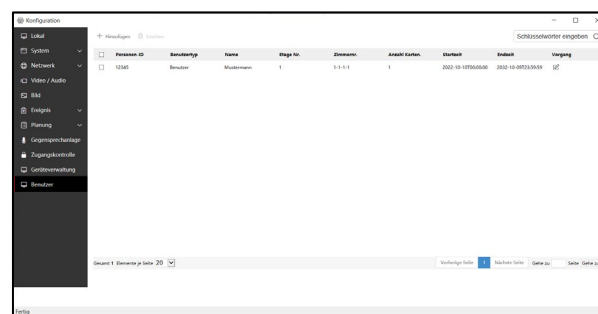 Konfiguration
Lokal
System
Netzwerk
Video / Audio
Bild
Ereignis
Planung
Gegensprechanlage
Zugangskontrolle
Geräteverwaltung
Benutzer
Hinzufügen Löschen
Schlüsselwörter eingeben
Personen-ID Benutzertyp Name Etage Nr. Zimmernr. Anzahl Karten. Startzeit Endzeit Vorgang
12345 Benutzer Mustermann 1 1-1-1-1 1 2022-10-10T00:00:00 2032-10-09T23:59:59
Gesamt 1 Elemente je Seite 20 Vorherige Seite 1 Nächste Seite Gehe zu Seite Gehe zu
Fertig